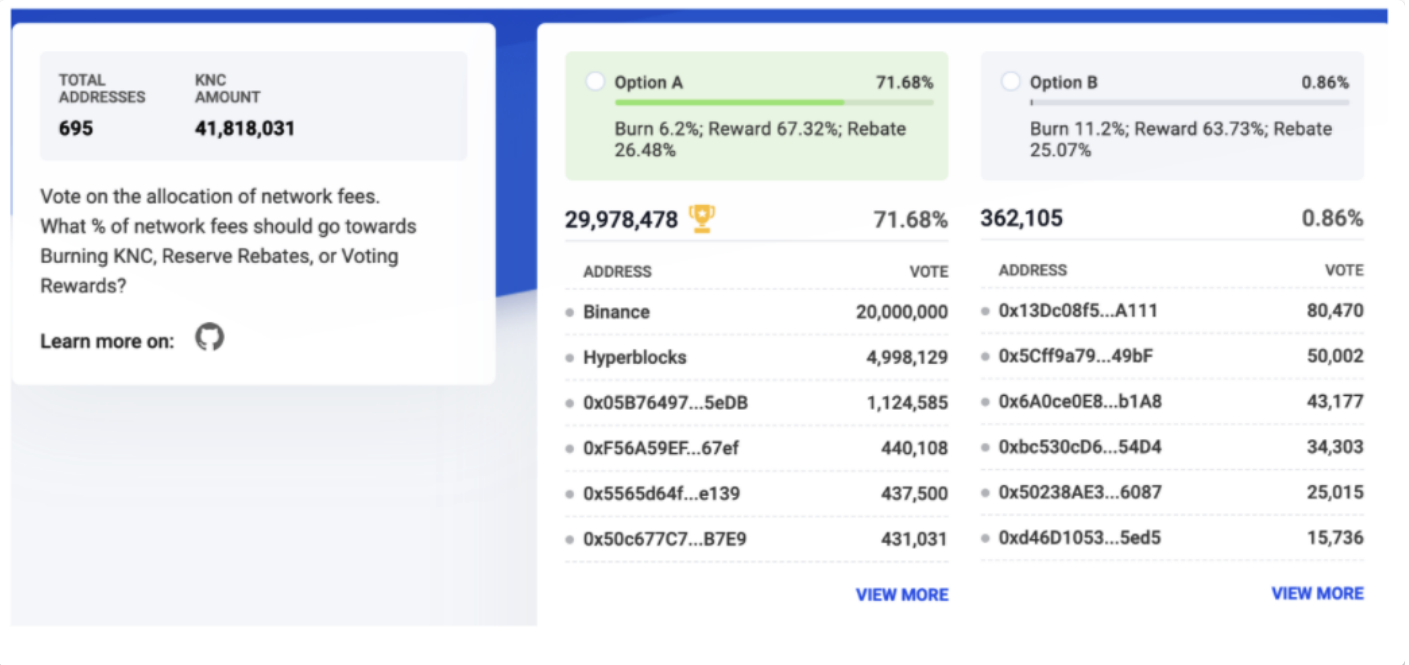 TOTAL
ADDRESSES
695
KNC
AMOUNT
41,818,031
Vote on the allocation of network fees.
What % of network fees should go towards
Burning KNC, Reserve Rebates, or Voting
Rewards?
Learn more on:
Option A 71.68%
Burn 6.2%; Reward 67.32%; Rebate
26.48%
29,978,478 71.68%
ADDRESS VOTE
Binance 20,000,000
Hyperblocks 4,998,129
0x05B76497...5eDB 1,124,585
0xF56A59EF...67ef 440,108
0x5565d64f...e139 437,500
0x50c677C7...B7E9 431,031
VIEW MORE
Option B 0.86%
Burn 11.2%; Reward 63.73%; Rebate
25.07%
362,105 0.86%
ADDRESS VOTE
0x13Dc08f5...A111 80,470
0x5Cff9a79...49bF 50,002
0x6A0ce0E8...b1A8 43,177
0xbc530cD6...54D4 34,303
0x50238AE3...6087 25,015
0xd46D1053...5ed5 15,736
VIEW MORE